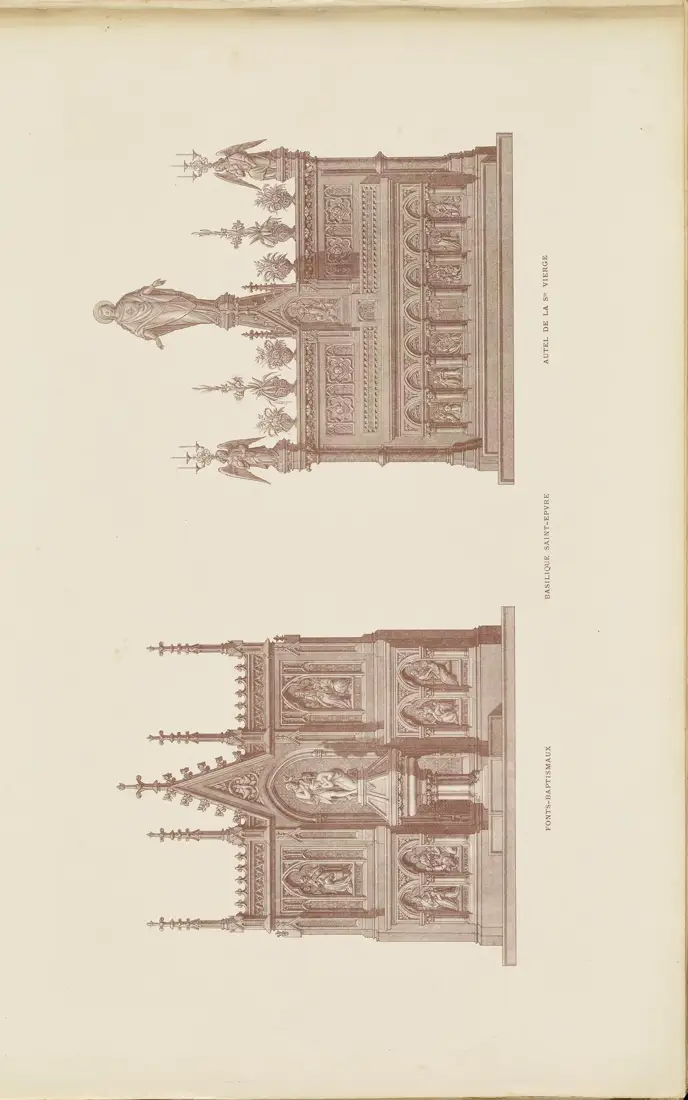 FONTS-BAPTISMAUX
BASILIQUE SAINT-EPVRE
AUTEL DE LA Sᵗᵉ VIERGE